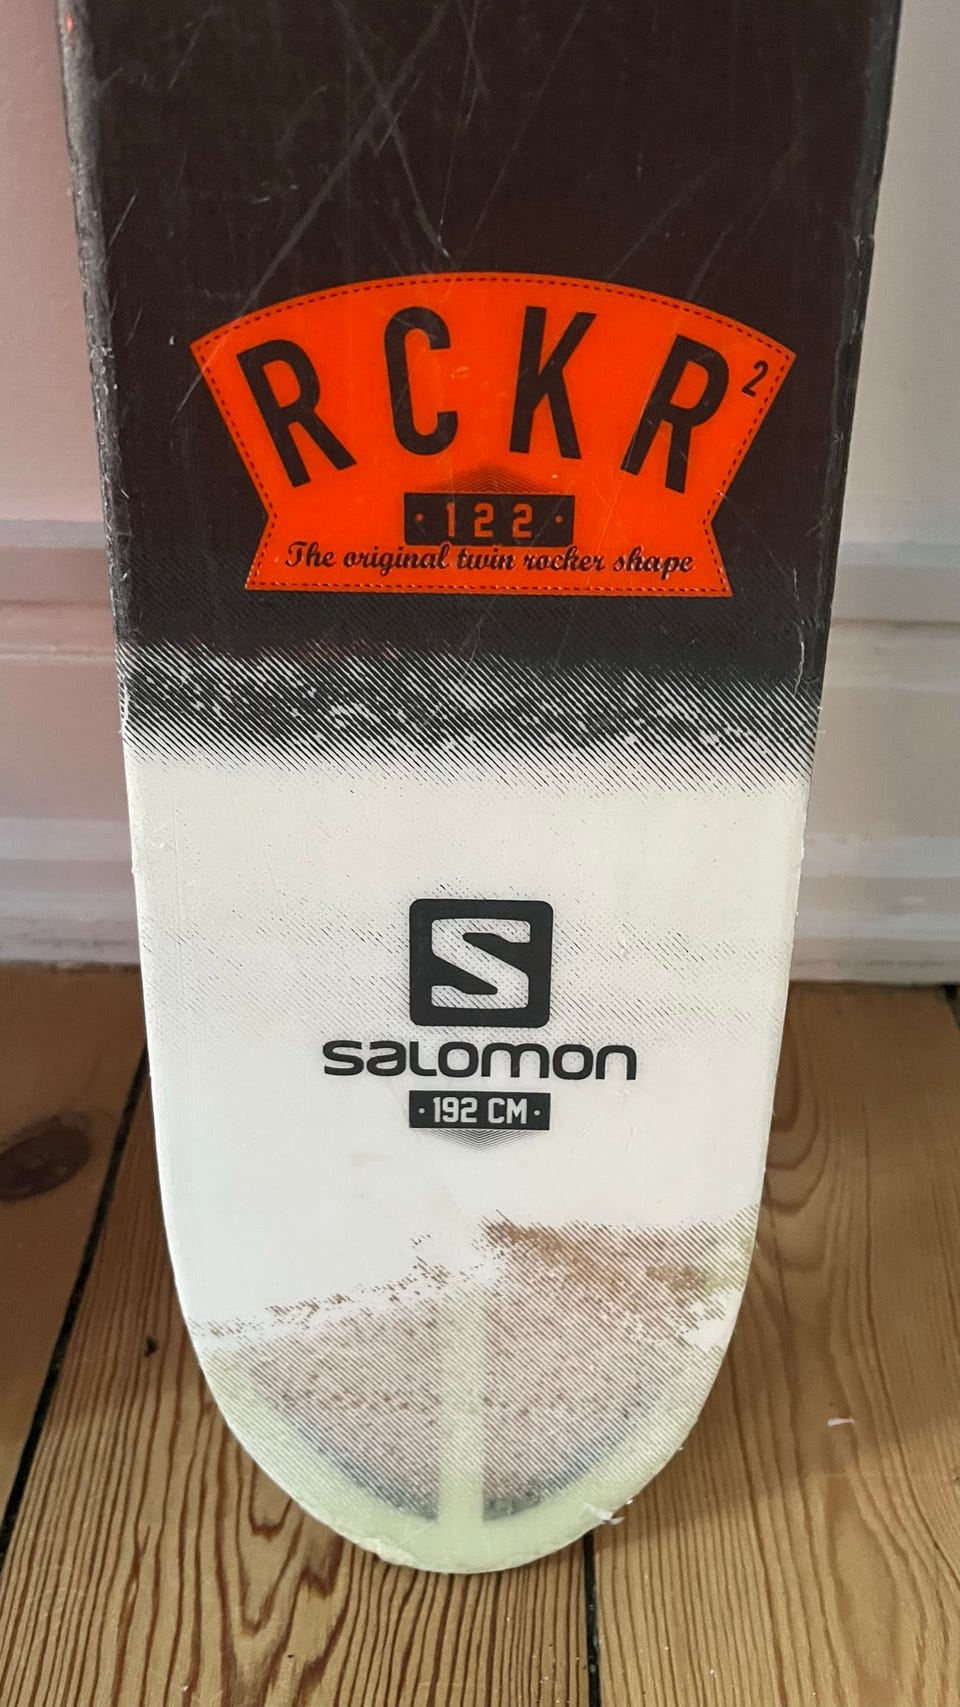 RCKR²
·122·
The original twin rocker shape
S
salomon
·192 CM·